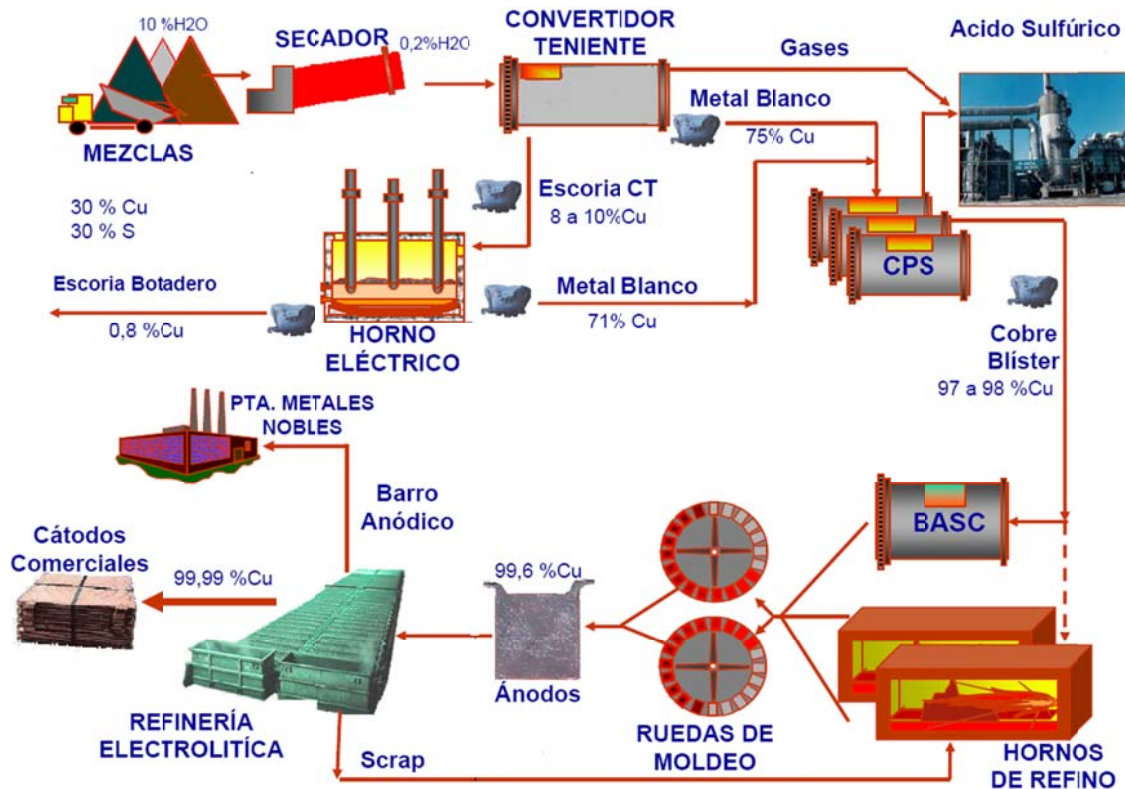 10 %H2O
SECADOR
0,2%H2O
CONVERTIDOR
TENIENTE
Gases
Acido Sulfúrico
MEZCLAS
Metal Blanco
75% Cu
30 % Cu
30 % S
Escoria CT
8 a 10%Cu
CPS
Escoria Botadero
0,8 %Cu
HORNO
ELÉCTRICO
Metal Blanco
71% Cu
Cobre
Blíster
97 a 98 %Cu
PTA. METALES
NOBLES
Barro
Anódico
BASC
Cátodos
Comerciales
99,99 %Cu
99,6 %Cu
Ánodos
REFINERÍA
ELECTROLITÍCA
Scrap
RUEDAS DE
MOLDEO
HORNOS
DE REFINO